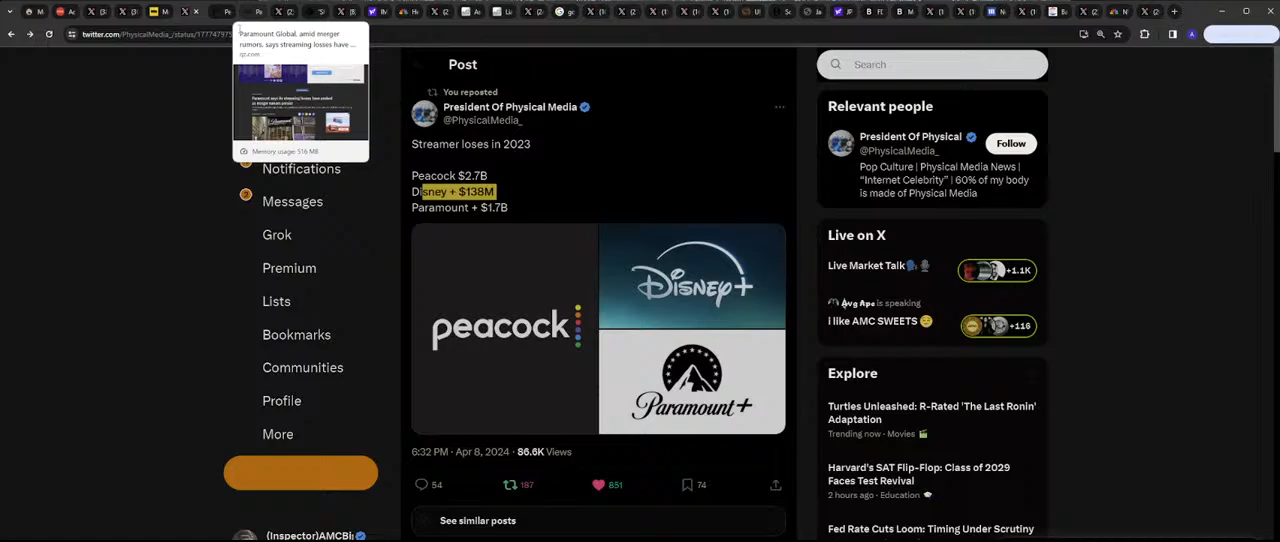 twitter.com/PhysicalMedia_/status/177747975
Paramount Global, amid merger
rumors, says streaming losses have ...
qz.com
Memory usage: 516 MB
Notifications
Messages
Grok
Premium
Lists
Bookmarks
Communities
Profile
More
(Inspector)AMCBi
Post
You reposted
President Of Physical Media
@PhysicalMedia_
Streamer loses in 2023
Peacock $2.7B
Disney + $138M
Paramount + $1.7B
peacock
Disney+
Paramount+
6:32 PM · Apr 8, 2024 · 86.6K Views
54
187
851
74
See similar posts
Search
Relevant people
President Of Physical
@PhysicalMedia_
Follow
Pop Culture | Physical Media News |
“Internet Celebrity” | 60% of my body
is made of Physical Media
Live on X
Live Market Talk🗣️🎙️
+1.1K
Avg Ape is speaking
i like AMC SWEETS 😌
+116
Explore
Turtles Unleashed: R-Rated 'The Last Ronin'
Adaptation
Trending now · Movies 🎬
Harvard's SAT Flip-Flop: Class of 2029
Faces Test Revival
2 hours ago · Education 🎓
Fed Rate Cuts Loom: Timing Under Scrutiny